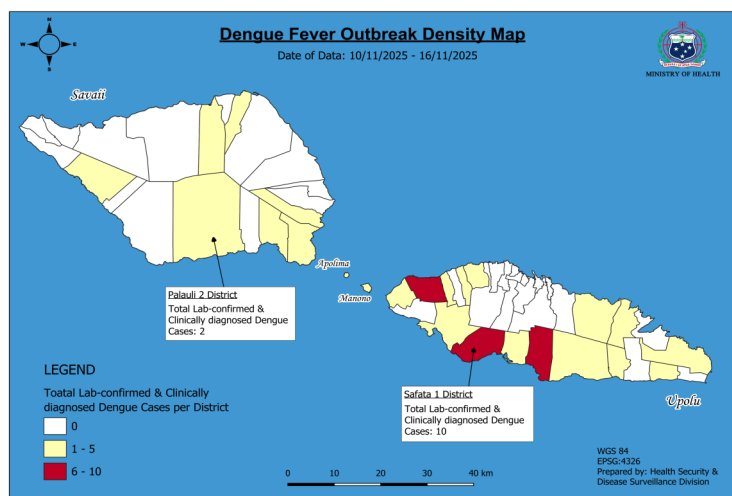 Dengue Fever Outbreak Density Map
Date of Data: 10/11/2025 - 16/11/2025
N
W
E
S
MINISTRY OF HEALTH
Savaii
Apolima
Manono
Palauli 2 District
Total Lab-confirmed &
Clinically diagnosed Dengue
Cases: 2
LEGEND
Toatal Lab-confirmed & Clinically
diagnosed Dengue Cases per District
0
1 - 5
6 - 10
Safata 1 District
Total Lab-confirmed &
Clinically diagnosed Dengue
Cases: 10
Upolu
0 10 20 30 40 km
WGS 84
EPSG:4326
Prepared by: Health Security &
Disease Surveillance Division